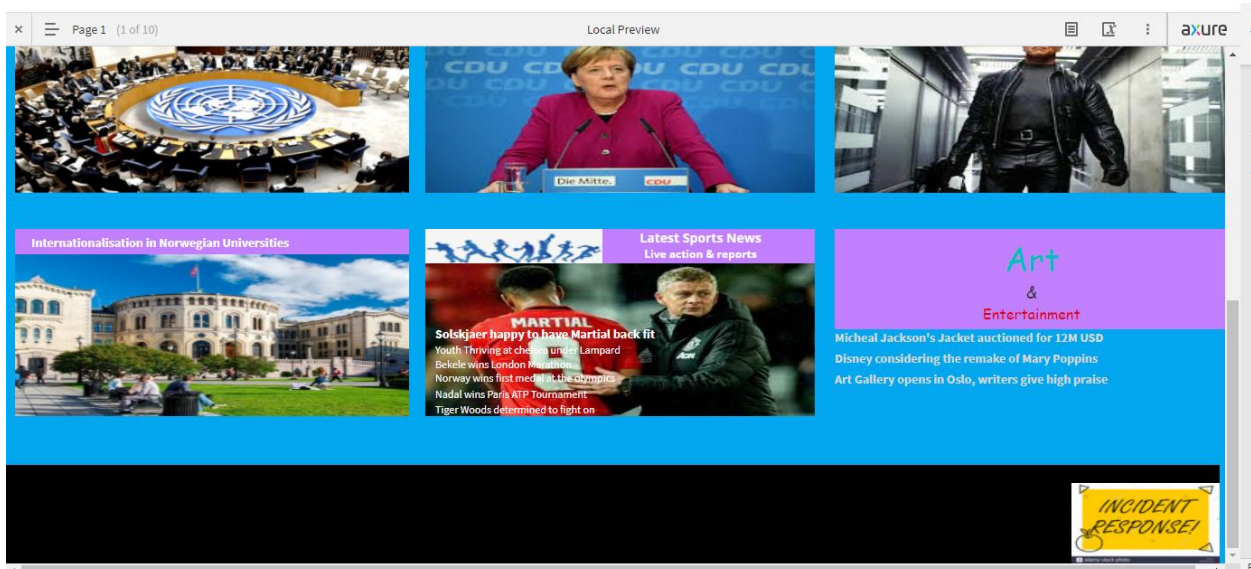 Page 1 (1 of 10)
Local Preview
axure
CDU CDU CDU CDU
Die Mitte. CDU
Internationalisation in Norwegian Universities
Latest Sports News
Live action & reports
MARTIAL
AON
Solskjaer happy to have Martial back fit
Youth Thriving at chelsea under Lampard
Bekele wins London Marathon
Norway wins first medal at the olympics
Nadal wins Paris ATP Tournament
Tiger Woods determined to fight on
Art
&
Entertainment
Micheal Jackson's Jacket auctioned for 12M USD
Disney considering the remake of Mary Poppins
Art Gallery opens in Oslo, writers give high praise
INCIDENT
RESPONSE!
alamy stock photo